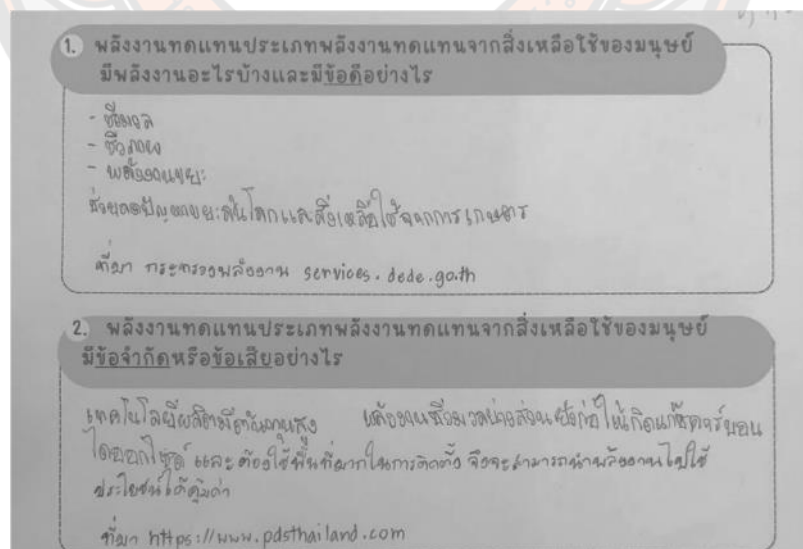 1. พลังงานทดแทนประเภทพลังงานทดแทนจากสิ่งเหลือใช้ของมนุษย์
มีพลังงานอะไรบ้างและมีข้อดีอย่างไร
- ชีวมวล
- ชีวภาพ
- พลังงานขยะ
ช่วยลดปัญหาขยะล้นโลกและสิ่งเหลือใช้จากการเกษตร
ที่มา กระทรวงพลังงาน services.dede.go.th
2. พลังงานทดแทนประเภทพลังงานทดแทนจากสิ่งเหลือใช้ของมนุษย์
มีข้อจำกัดหรือข้อเสียอย่างไร
เทคโนโลยีผลิตมีต้นทุนสูง พลังงานชีวมวลบางส่วนยังก่อให้เกิดแก๊สคาร์บอน
ไดออกไซด์ และต้องใช้พื้นที่มากในการติดตั้ง จึงจะสามารถนำพลังงานไปใช้
ประโยชน์ได้คุ้มค่า
ที่มา https://www.pdsthailand.com